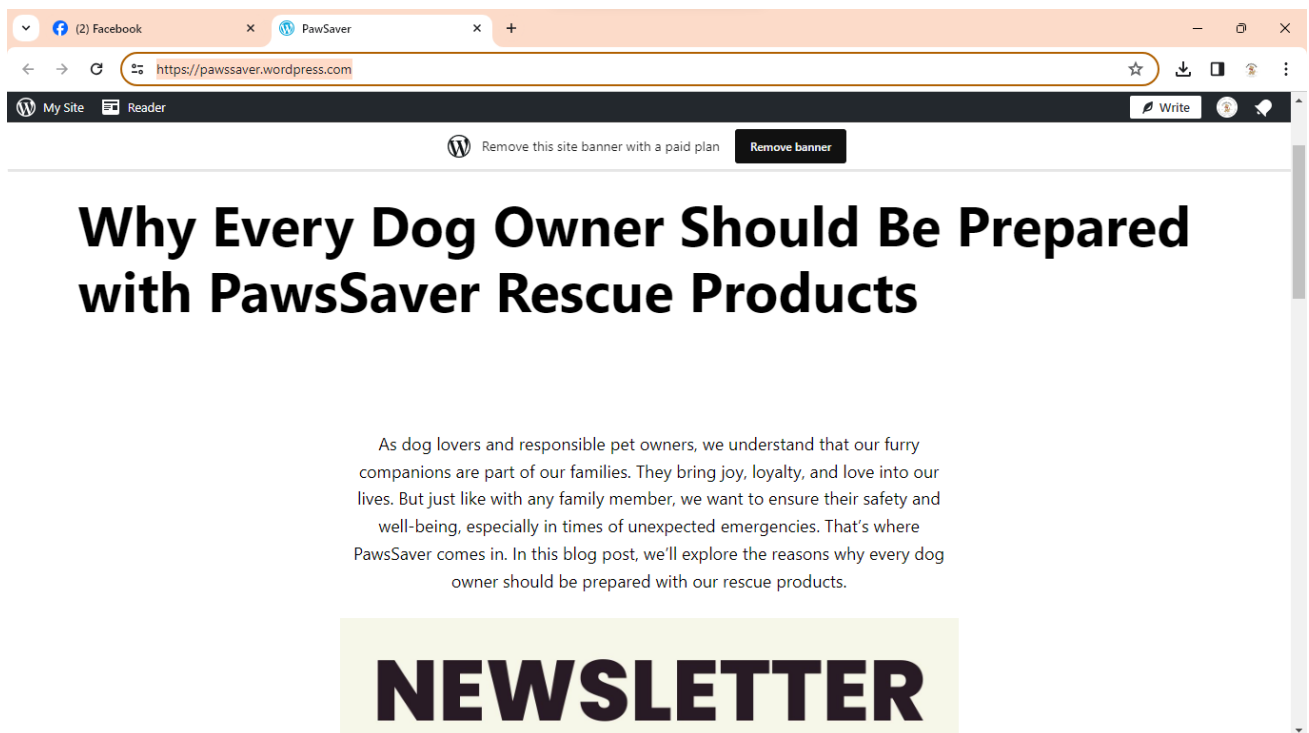 (2) Facebook
PawSaver
https://pawssaver.wordpress.com
My Site
Reader
Write
Remove this site banner with a paid plan
Remove banner
Why Every Dog Owner Should Be Prepared
with PawsSaver Rescue Products
As dog lovers and responsible pet owners, we understand that our furry
companions are part of our families. They bring joy, loyalty, and love into our
lives. But just like with any family member, we want to ensure their safety and
well-being, especially in times of unexpected emergencies. That’s where
PawsSaver comes in. In this blog post, we’ll explore the reasons why every dog
owner should be prepared with our rescue products.
NEWSLETTER